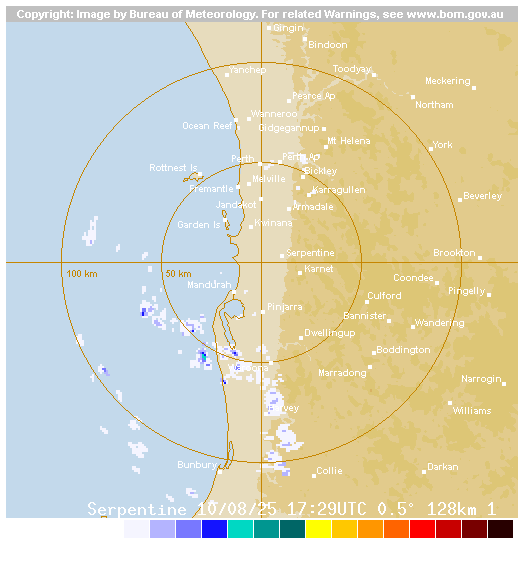 Copyright: Image by Bureau of Meteorology. For related Warnings, see www.bom.gov.au
Gingin
Bindoon
Yanchep
Toodyay
Meckering
Pearce Ap
Northam
Wanneroo
Ocean Reef
Gidgegannup
Mt Helena
York
Perth
Perth Ap
Rottnest Is
Bickley
Melville
Fremantle
Karragullen
Beverley
Jandakot
Armadale
Garden Is
Kwinana
Serpentine
Brookton
100 km
50 km
Karnet
Coondee
Mandurah
Pingelly
Cufford
Pinjarra
Bannister
Wandering
Dwellingup
Boddington
Marradong
Narrogin
Williams
Bunbury
Collie
Darkan
Serpentine 10/08/25 17:29UTC 0.5° 128km 1